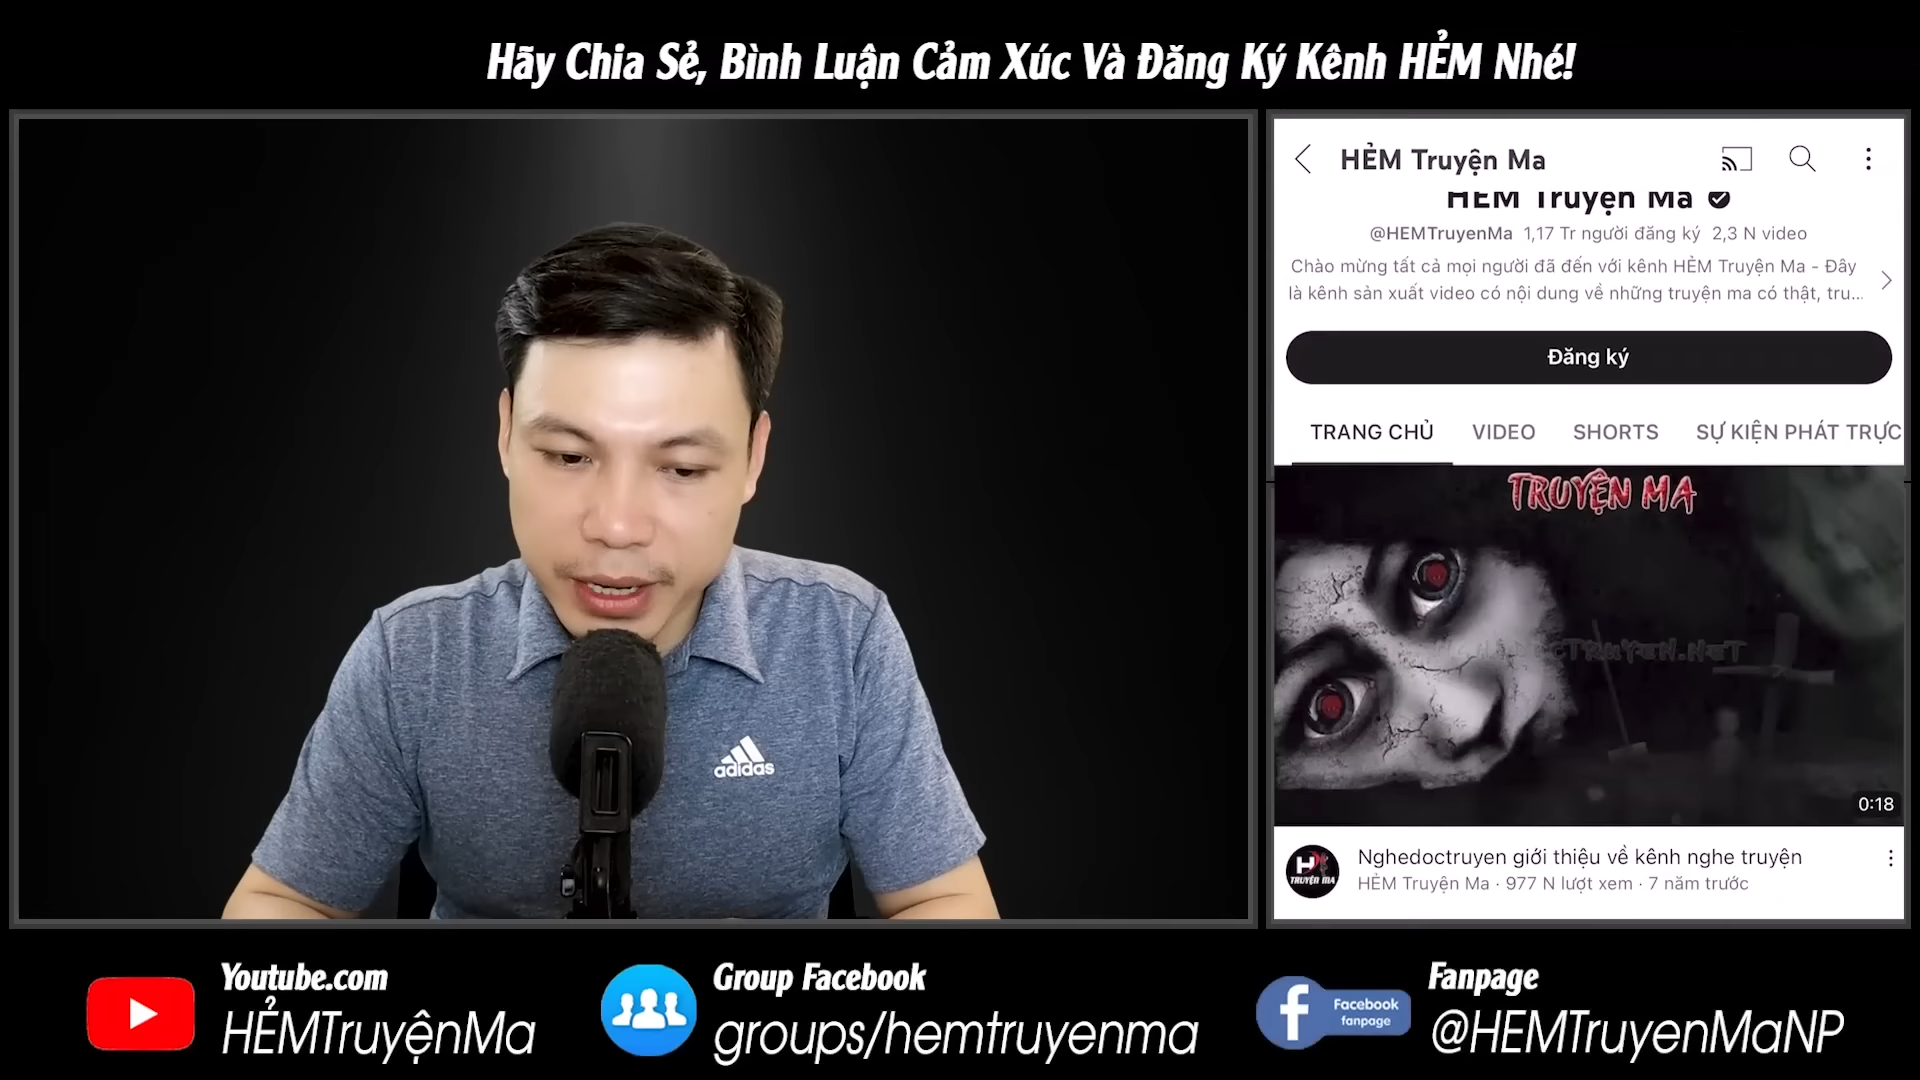 Hãy Chia Sẻ, Bình Luận Cảm Xúc Và Đăng Ký Kênh HẺM Nhé!
adidas
HẺM Truyện Ma
HẺM Truyện Ma
@HEMTruyenMa 1,17 Tr người đăng ký 2,3 N video
Chào mừng tất cả mọi người đã đến với kênh HẺM Truyện Ma - Đây
là kênh sản xuất video có nội dung về những truyện ma có thật, tru...
Đăng ký
TRANG CHỦ VIDEO SHORTS SỰ KIỆN PHÁT TRỰC
TRUYỆN MA
0:18
Nghedoctruyen giới thiệu về kênh nghe truyện
HẺM Truyện Ma · 977 N lượt xem · 7 năm trước
H
TRUYỆN MA
Youtube.com
HẺMTruyệnMa
Group Facebook
groups/hemtruyenma
Facebook
fanpage
Fanpage
@HEMTruyenMaNP